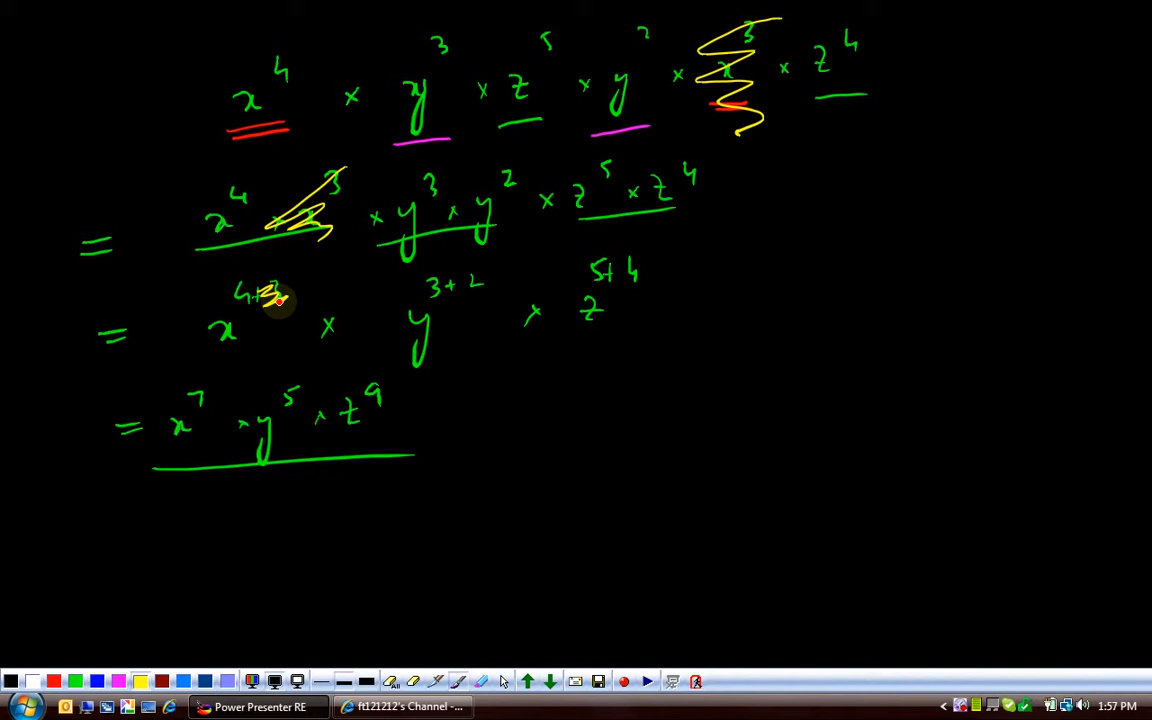 x⁴ × y³ × z⁵ × y² × x³ × z⁴
= x⁴ × x³ × y³ × y² × z⁵ × z⁴
= x⁴⁺³ × y³⁺² × z⁵⁺⁴
= x⁷ × y⁵ × z⁹
Power Presenter RE
ft121212's Channel - ...
1:57 PM